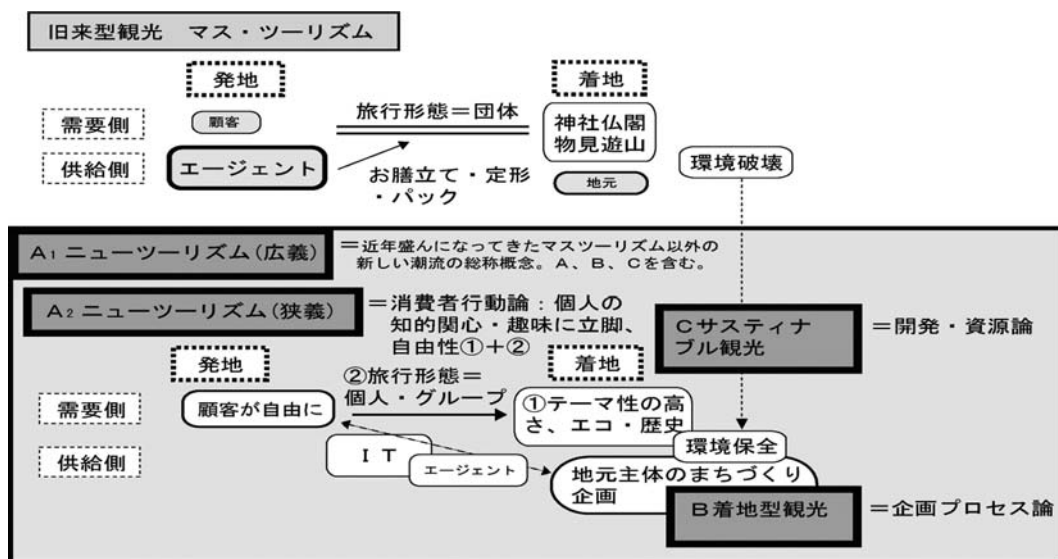 旧来型観光 マス・ツーリズム
発地
着地
需要側
顧客
旅行形態＝団体
神社仏閣
物見遊山
供給側
エージェント
お膳立て・定形
・パック
地元
環境破壊
A1 ニューツーリズム(広義)
＝近年盛んになってきたマスツーリズム以外の
新しい潮流の総称概念。A、B、Cを含む。
A2 ニューツーリズム(狭義)
＝消費者行動論：個人の
知的関心・趣味に立脚、
自由性①＋②
Cサスティナ
ブル観光
＝開発・資源論
発地
着地
②旅行形態＝
個人・グループ
需要側
顧客が自由に
①テーマ性の高
さ、エコ・歴史
環境保全
供給側
IT
エージェント
地元主体のまちづくり
企画
B着地型観光
＝企画プロセス論